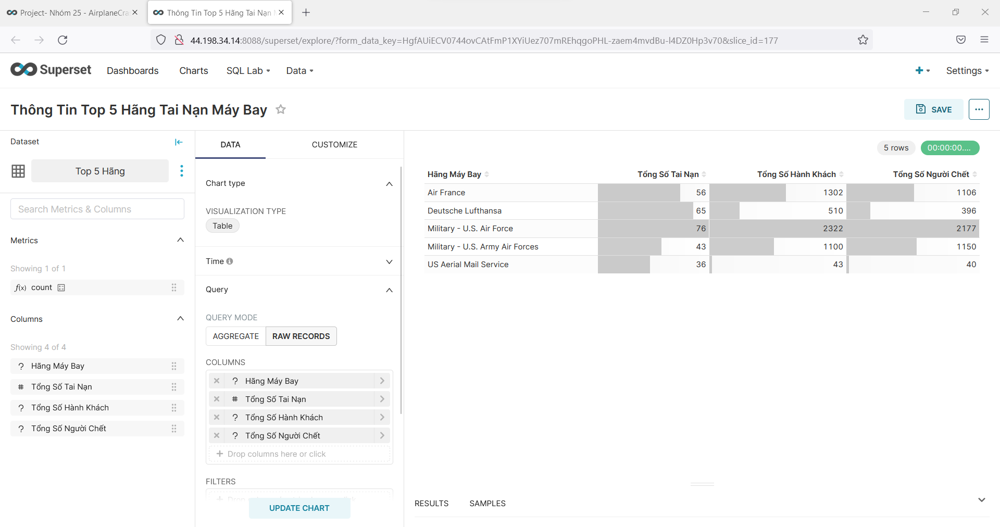 Project- Nhóm 25 - AirplaneCra
Thông Tin Top 5 Hãng Tai Nạn M
44.198.34.14:8088/superset/explore/?form_data_key=HgfAUiECV0744ovCAtFmP1XYiUez707mREhqgoPHL-zaem4mvdBu-l4DZ0Hp3v70&slice_id=177
Superset Dashboards Charts SQL Lab Data Settings
Thông Tin Top 5 Hãng Tai Nạn Máy Bay
SAVE
Dataset
Top 5 Hãng
Search Metrics & Columns
Metrics
Showing 1 of 1
f(x) count
Columns
Showing 4 of 4
? Hãng Máy Bay
# Tổng Số Tai Nạn
? Tổng Số Hành Khách
? Tổng Số Người Chết
DATA CUSTOMIZE
Chart type
VISUALIZATION TYPE
Table
Time
Query
QUERY MODE
AGGREGATE RAW RECORDS
COLUMNS
? Hãng Máy Bay
# Tổng Số Tai Nạn
? Tổng Số Hành Khách
? Tổng Số Người Chết
+ Drop columns here or click
FILTERS
UPDATE CHART
5 rows 00:00:00....
Hãng Máy Bay Tổng Số Tai Nạn Tổng Số Hành Khách Tổng Số Người Chết
Air France 56 1302 1106
Deutsche Lufthansa 65 510 396
Military - U.S. Air Force 76 2322 2177
Military - U.S. Army Air Forces 43 1100 1150
US Aerial Mail Service 36 43 40
RESULTS SAMPLES